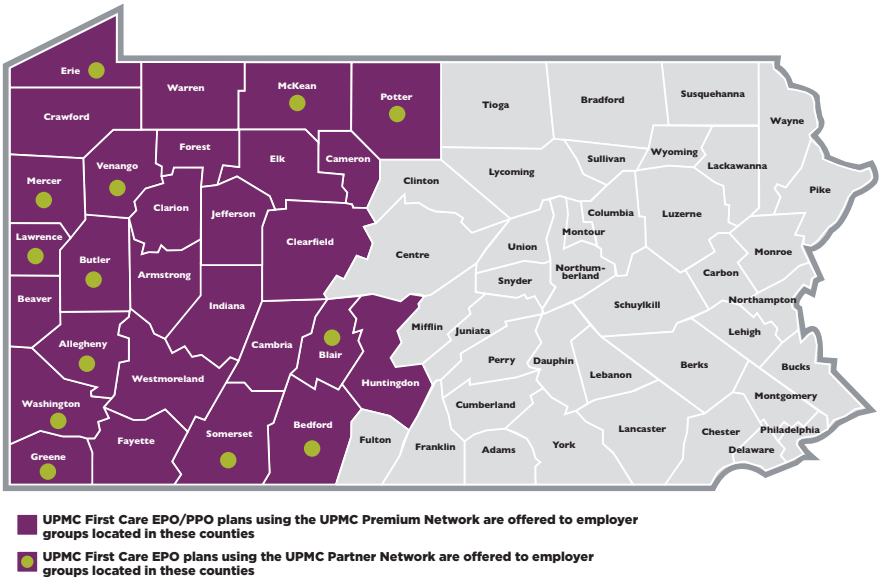 Erie
Warren
McKean
Potter
Tioga
Bradford
Susquehanna
Wayne
Crawford
Forest
Elk
Cameron
Sullivan
Wyoming
Lackawanna
Venango
Mercer
Clarion
Jefferson
Clinton
Lycoming
Columbia
Luzerne
Pike
Lawrence
Butler
Clearfield
Centre
Union
Montour
Monroe
Armstrong
Snyder
Northum-
berland
Carbon
Beaver
Indiana
Schuylkill
Northampton
Allegheny
Cambria
Blair
Mifflin
Juniata
Lehigh
Westmoreland
Huntingdon
Perry
Dauphin
Lebanon
Berks
Bucks
Washington
Cumberland
Montgomery
Greene
Fayette
Somerset
Bedford
Fulton
Franklin
Adams
York
Lancaster
Chester
Philadelphia
Delaware
UPMC First Care EPO/PPO plans using the UPMC Premium Network are offered to employer
groups located in these counties
UPMC First Care EPO plans using the UPMC Partner Network are offered to employer
groups located in these counties